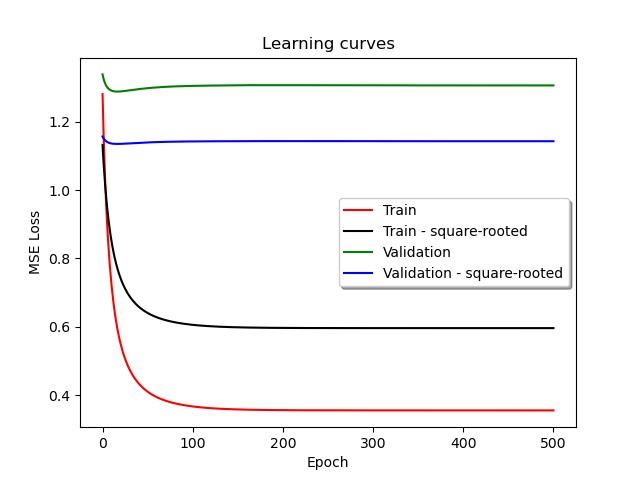 Learning curves
MSE Loss
1.2
1.0
0.8
0.6
0.4
Train
Train - square-rooted
Validation
Validation - square-rooted
0 100 200 300 400 500
Epoch